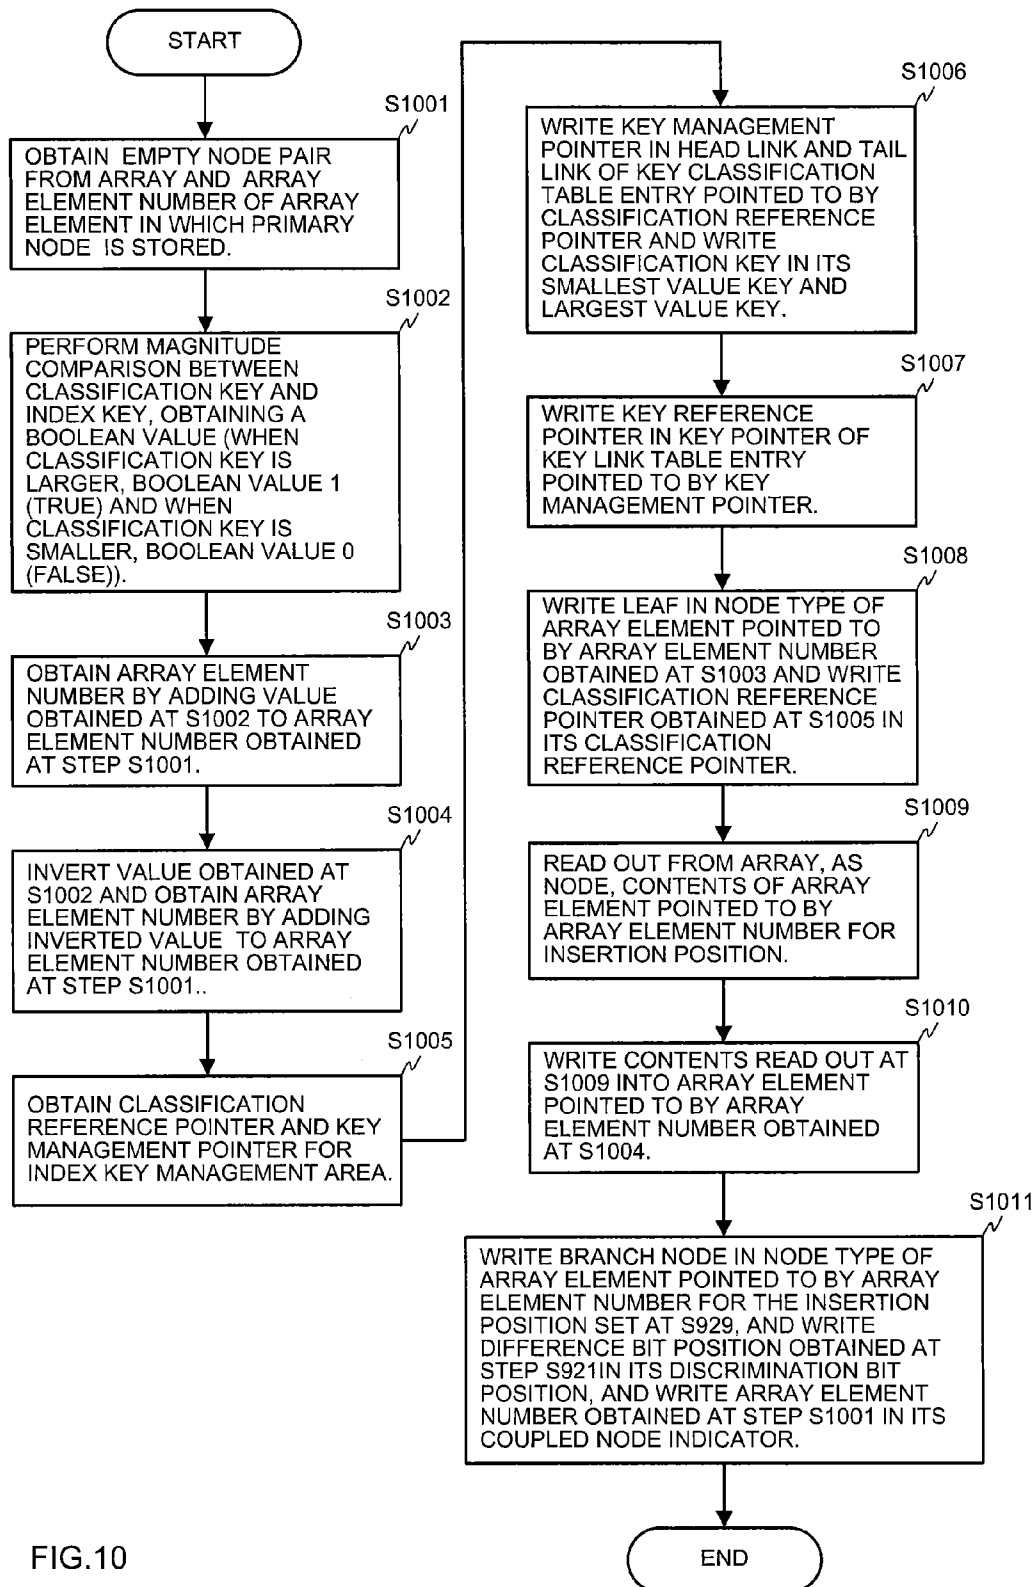 START
S1001
OBTAIN EMPTY NODE PAIR
FROM ARRAY AND ARRAY
ELEMENT NUMBER OF ARRAY
ELEMENT IN WHICH PRIMARY
NODE IS STORED.
S1002
PERFORM MAGNITUDE
COMPARISON BETWEEN
CLASSIFICATION KEY AND
INDEX KEY, OBTAINING A
BOOLEAN VALUE (WHEN
CLASSIFICATION KEY IS
LARGER, BOOLEAN VALUE 1
(TRUE) AND WHEN
CLASSIFICATION KEY IS
SMALLER, BOOLEAN VALUE 0
(FALSE)).
S1003
OBTAIN ARRAY ELEMENT
NUMBER BY ADDING VALUE
OBTAINED AT S1002 TO ARRAY
ELEMENT NUMBER OBTAINED
AT STEP S1001.
S1004
INVERT VALUE OBTAINED AT
S1002 AND OBTAIN ARRAY
ELEMENT NUMBER BY ADDING
INVERTED VALUE TO ARRAY
ELEMENT NUMBER OBTAINED
AT STEP S1001..
S1005
OBTAIN CLASSIFICATION
REFERENCE POINTER AND KEY
MANAGEMENT POINTER FOR
INDEX KEY MANAGEMENT AREA.
S1006
WRITE KEY MANAGEMENT
POINTER IN HEAD LINK AND TAIL
LINK OF KEY CLASSIFICATION
TABLE ENTRY POINTED TO BY
CLASSIFICATION REFERENCE
POINTER AND WRITE
CLASSIFICATION KEY IN ITS
SMALLEST VALUE KEY AND
LARGEST VALUE KEY.
S1007
WRITE KEY REFERENCE
POINTER IN KEY POINTER OF
KEY LINK TABLE ENTRY
POINTED TO BY KEY
MANAGEMENT POINTER.
S1008
WRITE LEAF IN NODE TYPE OF
ARRAY ELEMENT POINTED TO
BY ARRAY ELEMENT NUMBER
OBTAINED AT S1003 AND WRITE
CLASSIFICATION REFERENCE
POINTER OBTAINED AT S1005 IN
ITS CLASSIFICATION
REFERENCE POINTER.
S1009
READ OUT FROM ARRAY, AS
NODE, CONTENTS OF ARRAY
ELEMENT POINTED TO BY
ARRAY ELEMENT NUMBER FOR
INSERTION POSITION.
S1010
WRITE CONTENTS READ OUT AT
S1009 INTO ARRAY ELEMENT
POINTED TO BY ARRAY
ELEMENT NUMBER OBTAINED
AT S1004.
S1011
WRITE BRANCH NODE IN NODE TYPE OF
ARRAY ELEMENT POINTED TO BY ARRAY
ELEMENT NUMBER FOR THE INSERTION
POSITION SET AT S929, AND WRITE
DIFFERENCE BIT POSITION OBTAINED AT
STEP S921IN ITS DISCRIMINATION BIT
POSITION, AND WRITE ARRAY ELEMENT
NUMBER OBTAINED AT STEP S1001 IN ITS
COUPLED NODE INDICATOR.
END
FIG.10